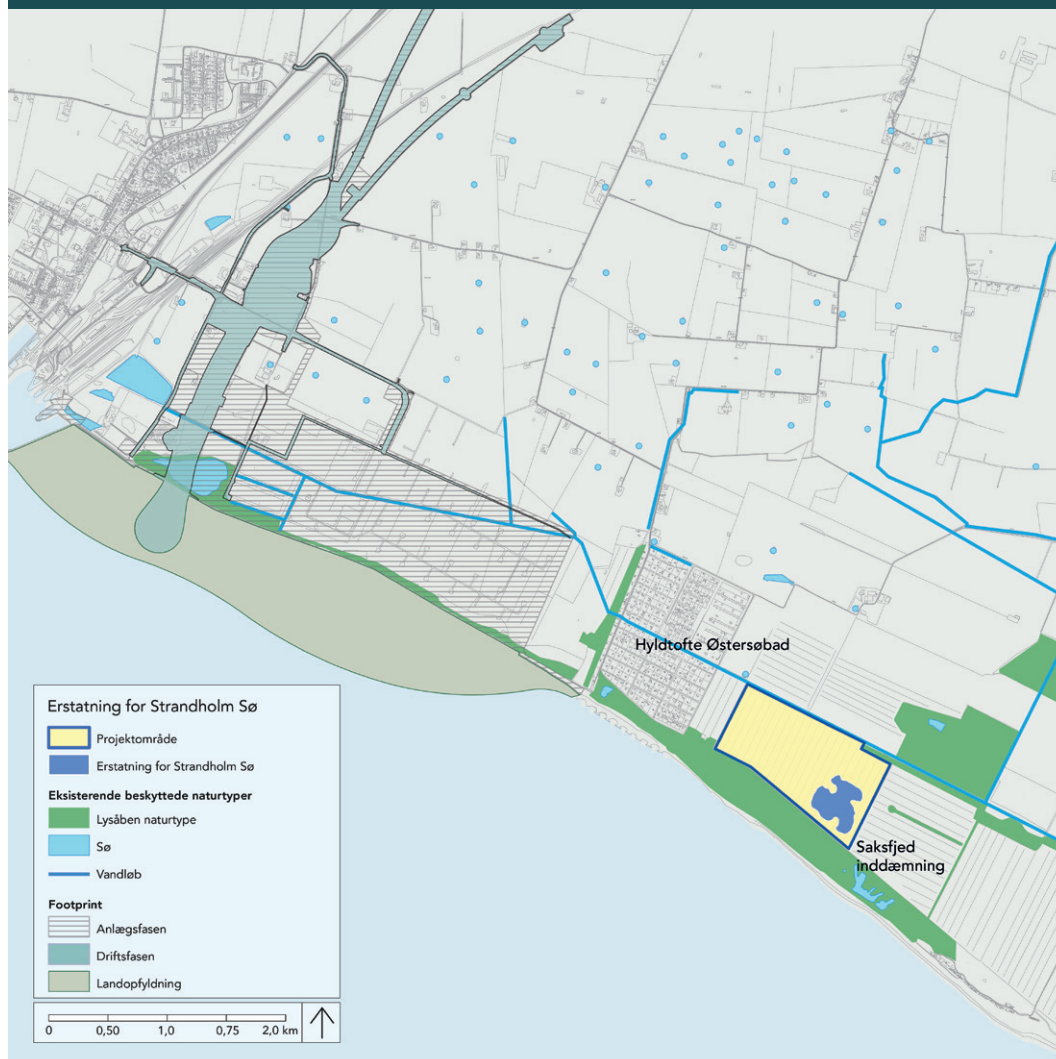 Hyldtofte Østersøbad
Saksfjed
inddæmning
Erstatning for Strandholm Sø
Projektområde
Erstatning for Strandholm Sø
Eksisterende beskyttede naturtyper
Lysåben naturtype
Sø
Vandløb
Footprint
Anlægsfasen
Driftsfasen
Landopfyldning
0 0,50 1,0 0,75 2,0 km